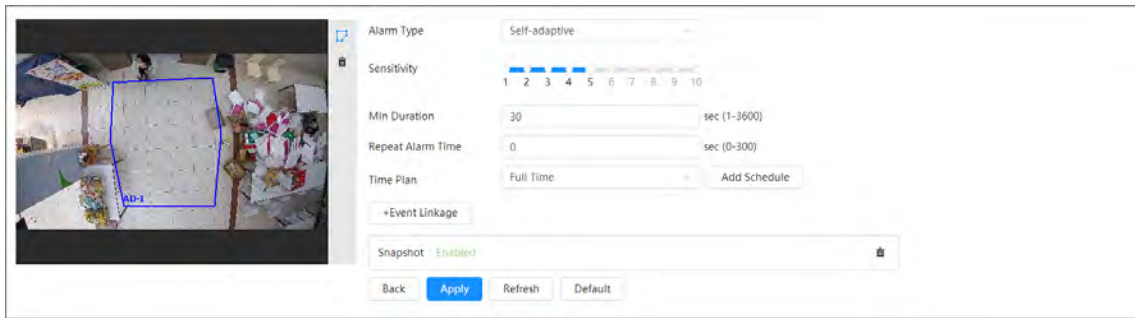 Alarm Type
Self-adaptive
Sensitivity
1 2 3 4 5 6 7 8 9 10
Min Duration
30
sec (1-3600)
Repeat Alarm Time
0
sec (0-300)
Time Plan
Full Time
Add Schedule
AD-1
+Event Linkage
Snapshot Enabled
Back Apply Refresh Default